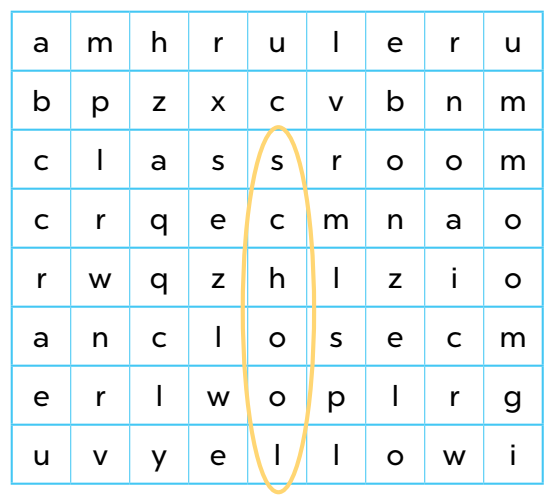 a m h r u l e r u
b p z x c v b n m
c l a s s r o o m
c r q e c m n a o
r w q z h l z i o
a n c l o s e c m
e r l w o p l r g
u v y e l l o w i